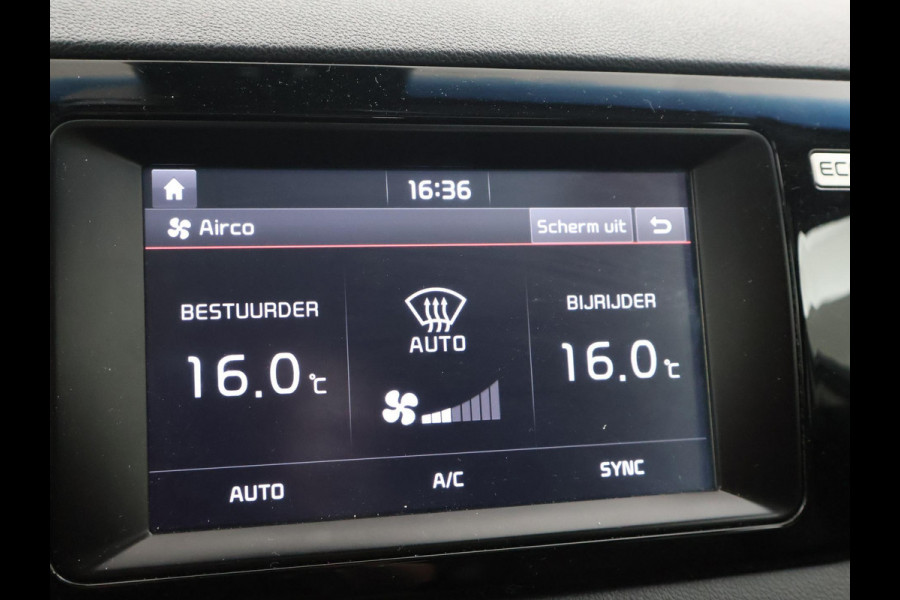 16:36
Airco
Scherm uit
BESTUURDER
BIJRIJDER
AUTO
16.0 °C
16.0 °C
AUTO
A/C
SYNC